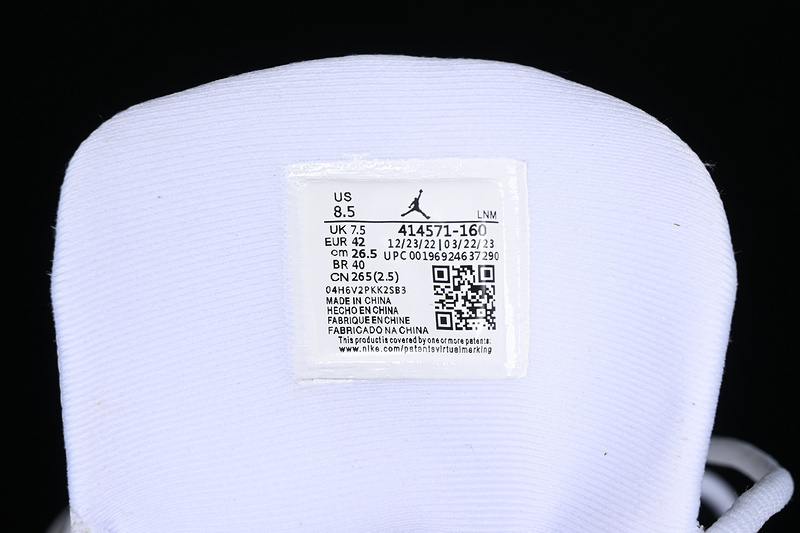 US
8.5
LNM
UK 7.5
414571-160
EUR 42
12/23/22 | 03/22/23
cm 26.5
UPC 00196924637290
BR 40
CN 265(2.5)
04H6V2PKK2SB3
MADE IN CHINA
HECHO EN CHINA
FABRIQUE EN CHINE
FABRICADO NA CHINA
This product is covered by one or more patents:
www.nike.com/patentsvirtualmarking